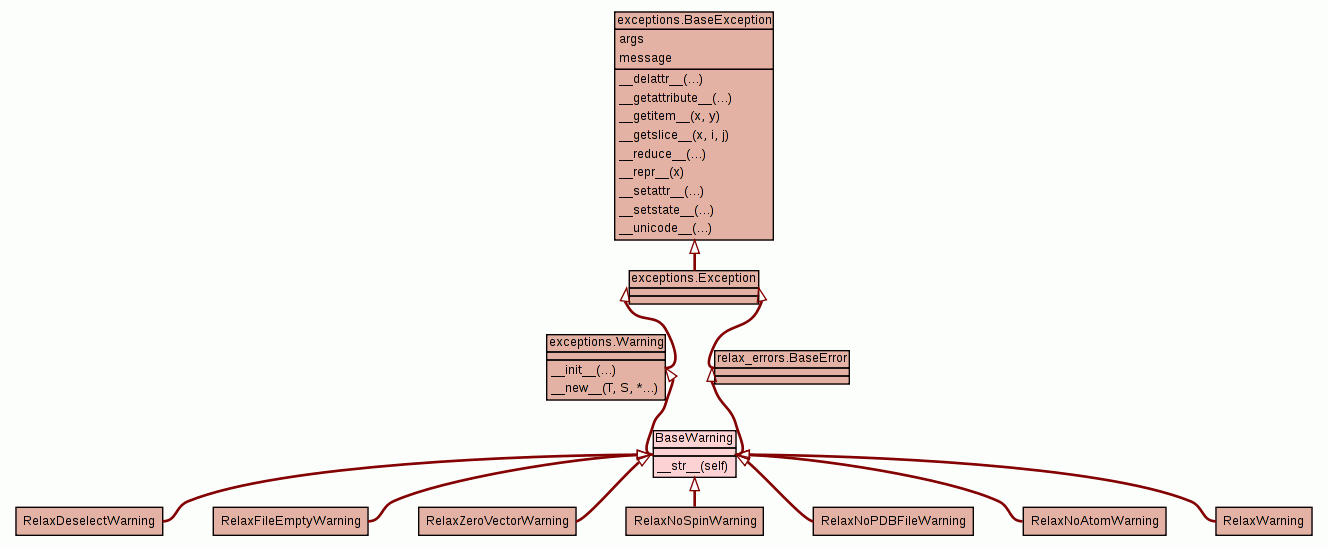 exceptions.BaseException
args
message
__delattr__(...)
__getattribute__(...)
__getitem__(x, y)
__getslice__(x, i, j)
__reduce__(...)
__repr__(x)
__setattr__(...)
__setstate__(...)
__unicode__(...)
exceptions.Exception
exceptions.Warning
__init__(...)
__new__(T, S, *...)
relax_errors.BaseError
BaseWarning
__str__(self)
RelaxDeselectWarning
RelaxFileEmptyWarning
RelaxZeroVectorWarning
RelaxNoSpinWarning
RelaxNoPDBFileWarning
RelaxNoAtomWarning
RelaxWarning